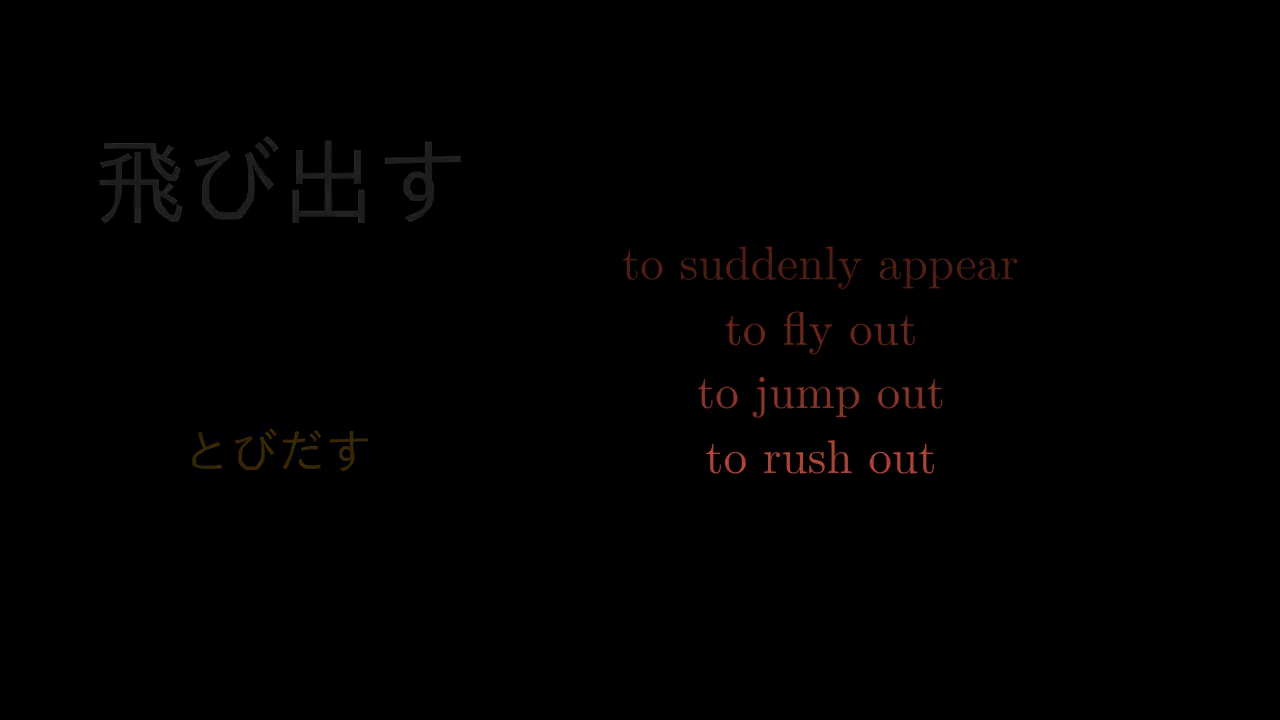 飛び出す
とびだす
to suddenly appear
to fly out
to jump out
to rush out